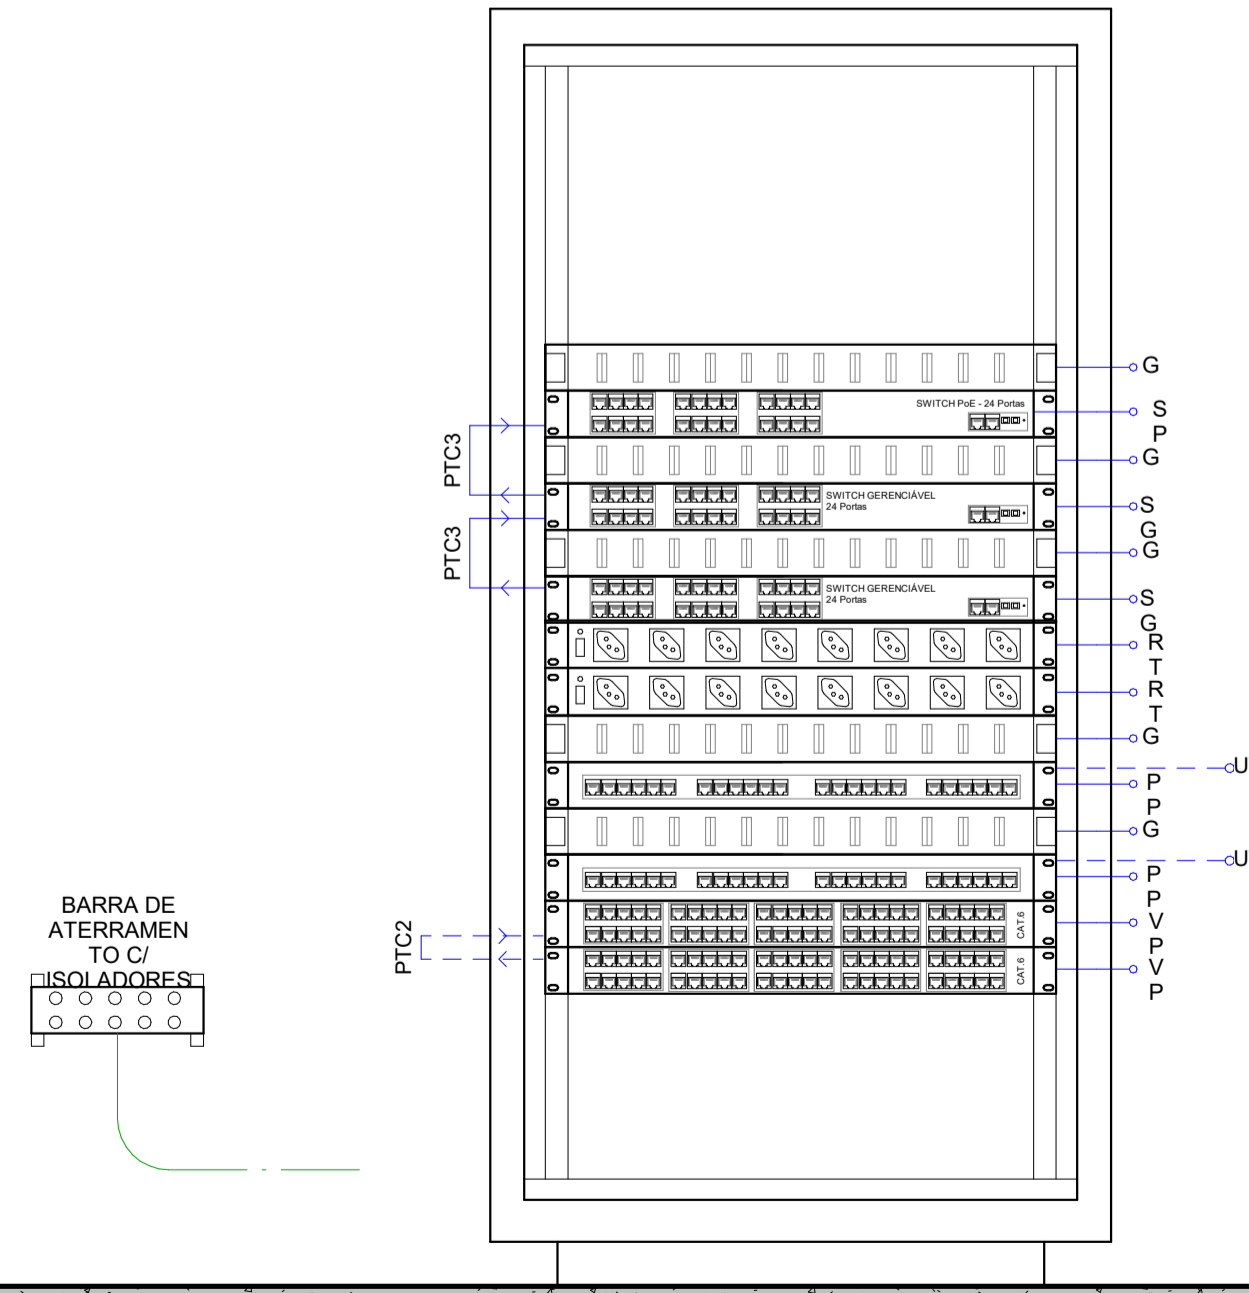 G
SWITCH PoE - 24 Portas
S
P
PTC3
G
SWITCH GERENCIÁVEL
24 Portas
S
G
PTC3
G
SWITCH GERENCIÁVEL
24 Portas
S
G
R
T
R
T
G
U
P
P
G
U
P
P
BARRA DE
ATERRAMEN
TO C/
ISOLADORES
PTC2
CAT.6
V
P
CAT.6
V
P